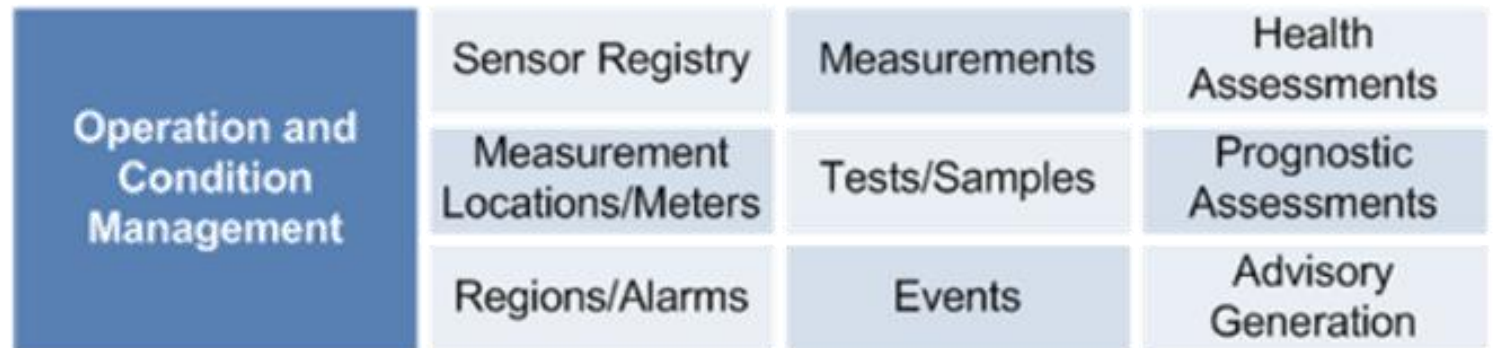 Operation and
Condition
Management
Sensor Registry
Measurements
Health
Assessments
Measurement
Locations/Meters
Tests/Samples
Prognostic
Assessments
Regions/Alarms
Events
Advisory
Generation